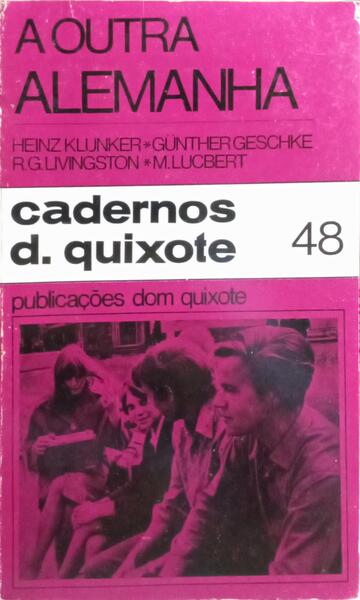 A OUTRA
ALEMANHA
HEINZ KLUNKER*GÜNTHER GESCHKE
R.G.LIVINGSTON*M.LUCBERT
cadernos
d. quixote 48
publicações dom quixote